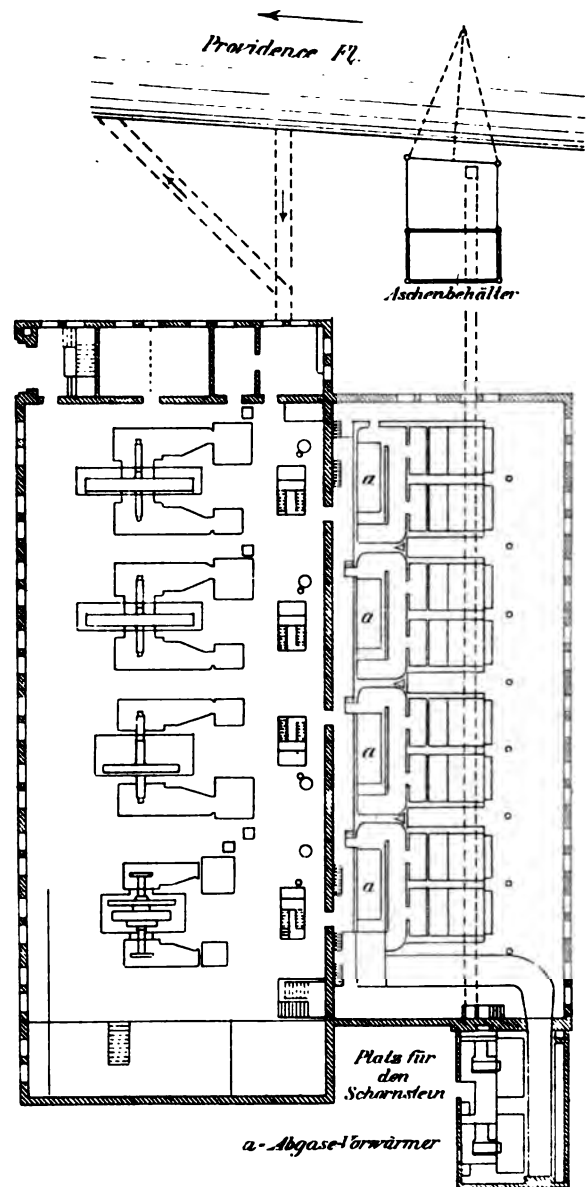 Providence Fl.
Aschenbehälter
a
a
a
a
Platz für
den
Schornstein
a - Abgase-Vorwärmer